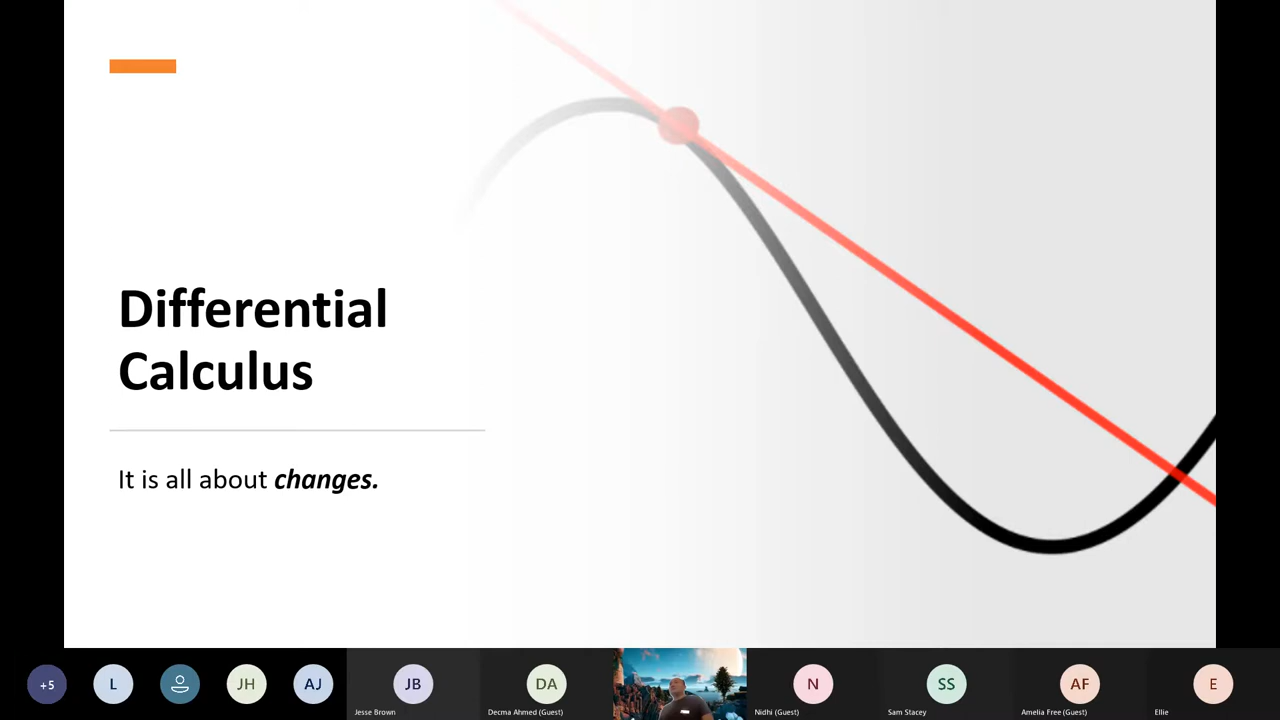 Differential
Calculus
It is all about changes.
+5
L
JH
AJ
JB
DA
N
SS
AF
E
Jesse Brown
Decma Ahmed (Guest)
Nidhi (Guest)
Sam Stacey
Amelia Free (Guest)
Ellie